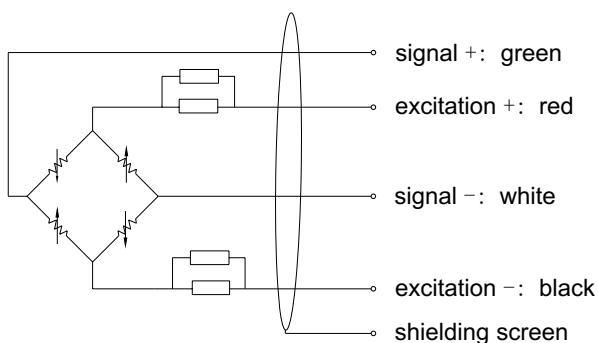 signal +: green
excitation +: red
signal −: white
excitation −: black
shielding screen